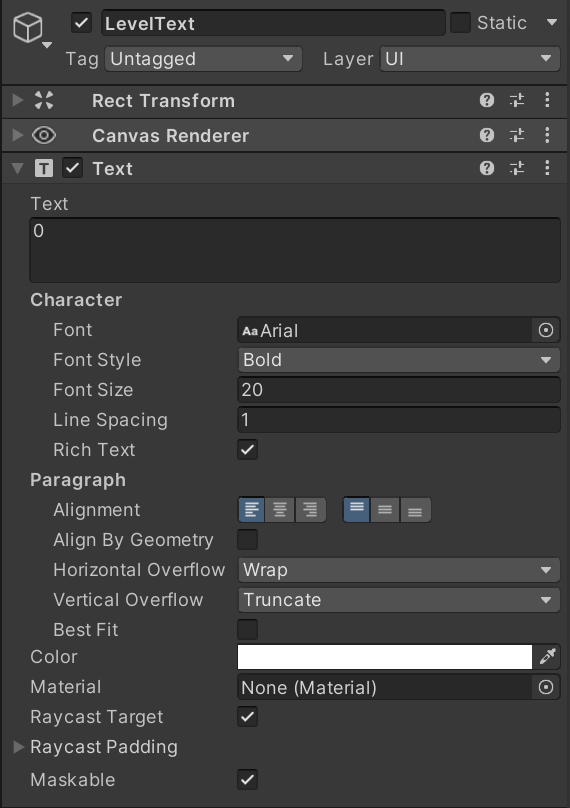 LevelText Static
Tag Untagged Layer UI
Rect Transform
Canvas Renderer
T Text
Text
0
Character
Font Aa Arial
Font Style Bold
Font Size 20
Line Spacing 1
Rich Text
Paragraph
Alignment
Align By Geometry
Horizontal Overflow Wrap
Vertical Overflow Truncate
Best Fit
Color
Material None (Material)
Raycast Target
Raycast Padding
Maskable